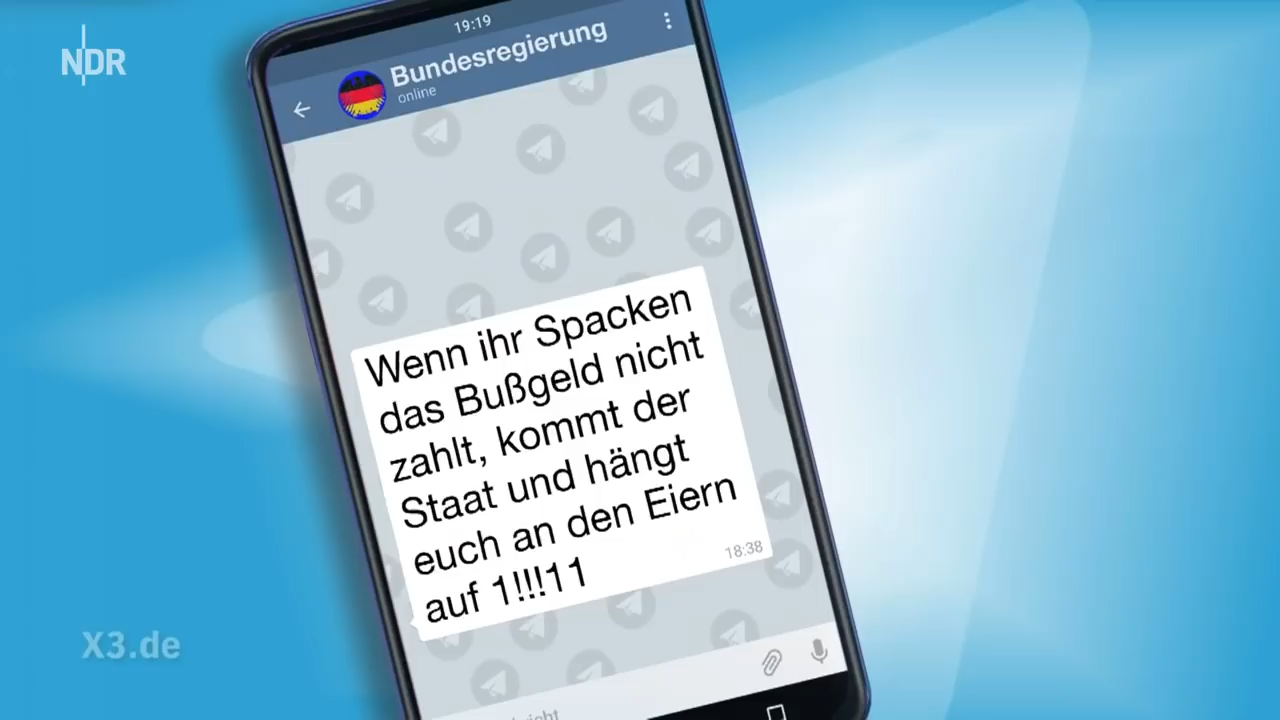 NDR
19:19
Bundesregierung
online
Wenn ihr Spacken
das Bußgeld nicht
zahlt, kommt der
Staat und hängt
euch an den Eiern
auf 1!!!11
18:38
X3.de